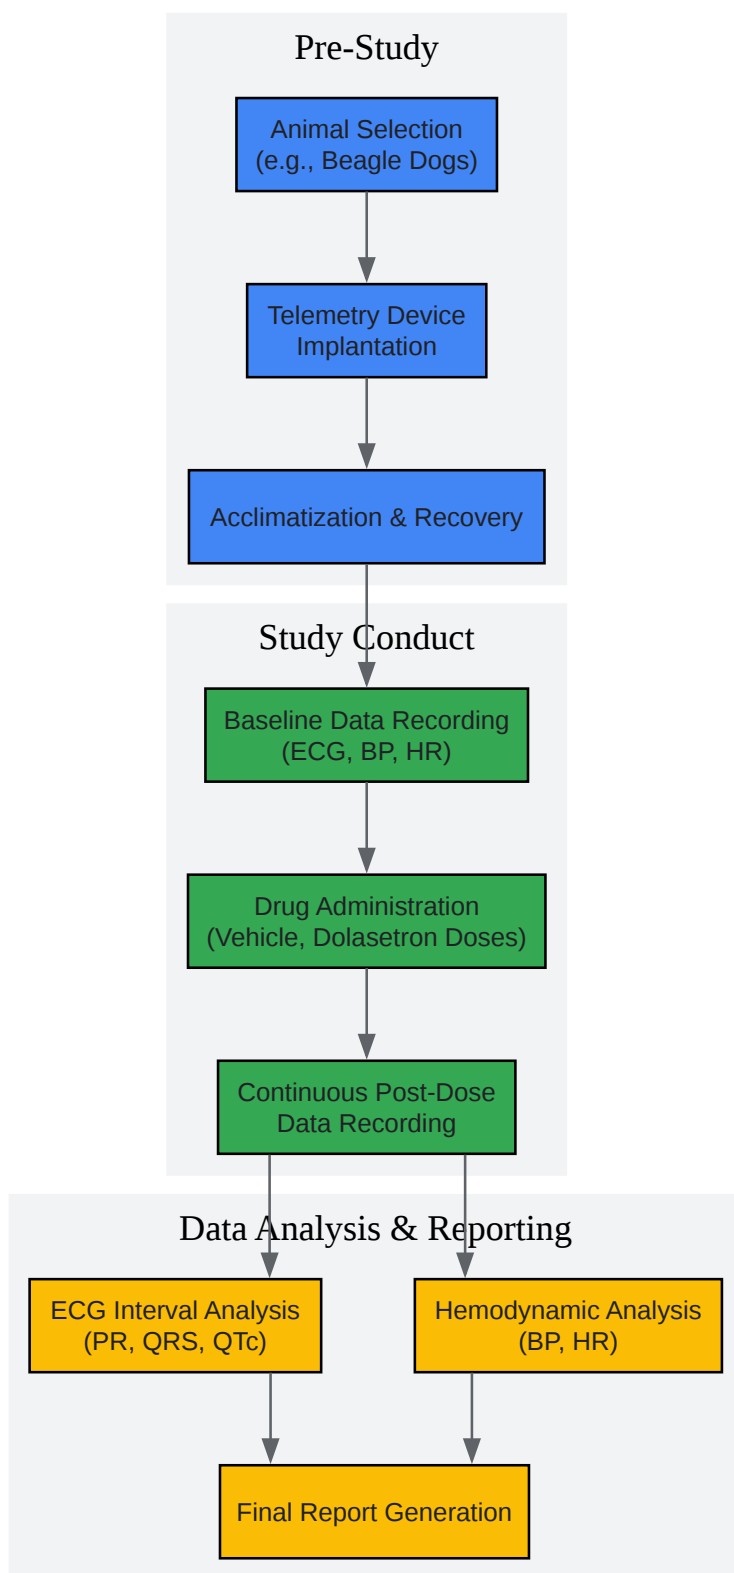 Pre-Study
Animal Selection
(e.g., Beagle Dogs)
Telemetry Device
Implantation
Acclimatization & Recovery
Study Conduct
Baseline Data Recording
(ECG, BP, HR)
Drug Administration
(Vehicle, Dolasetron Doses)
Continuous Post-Dose
Data Recording
Data Analysis & Reporting
ECG Interval Analysis
(PR, QRS, QTc)
Hemodynamic Analysis
(BP, HR)
Final Report Generation